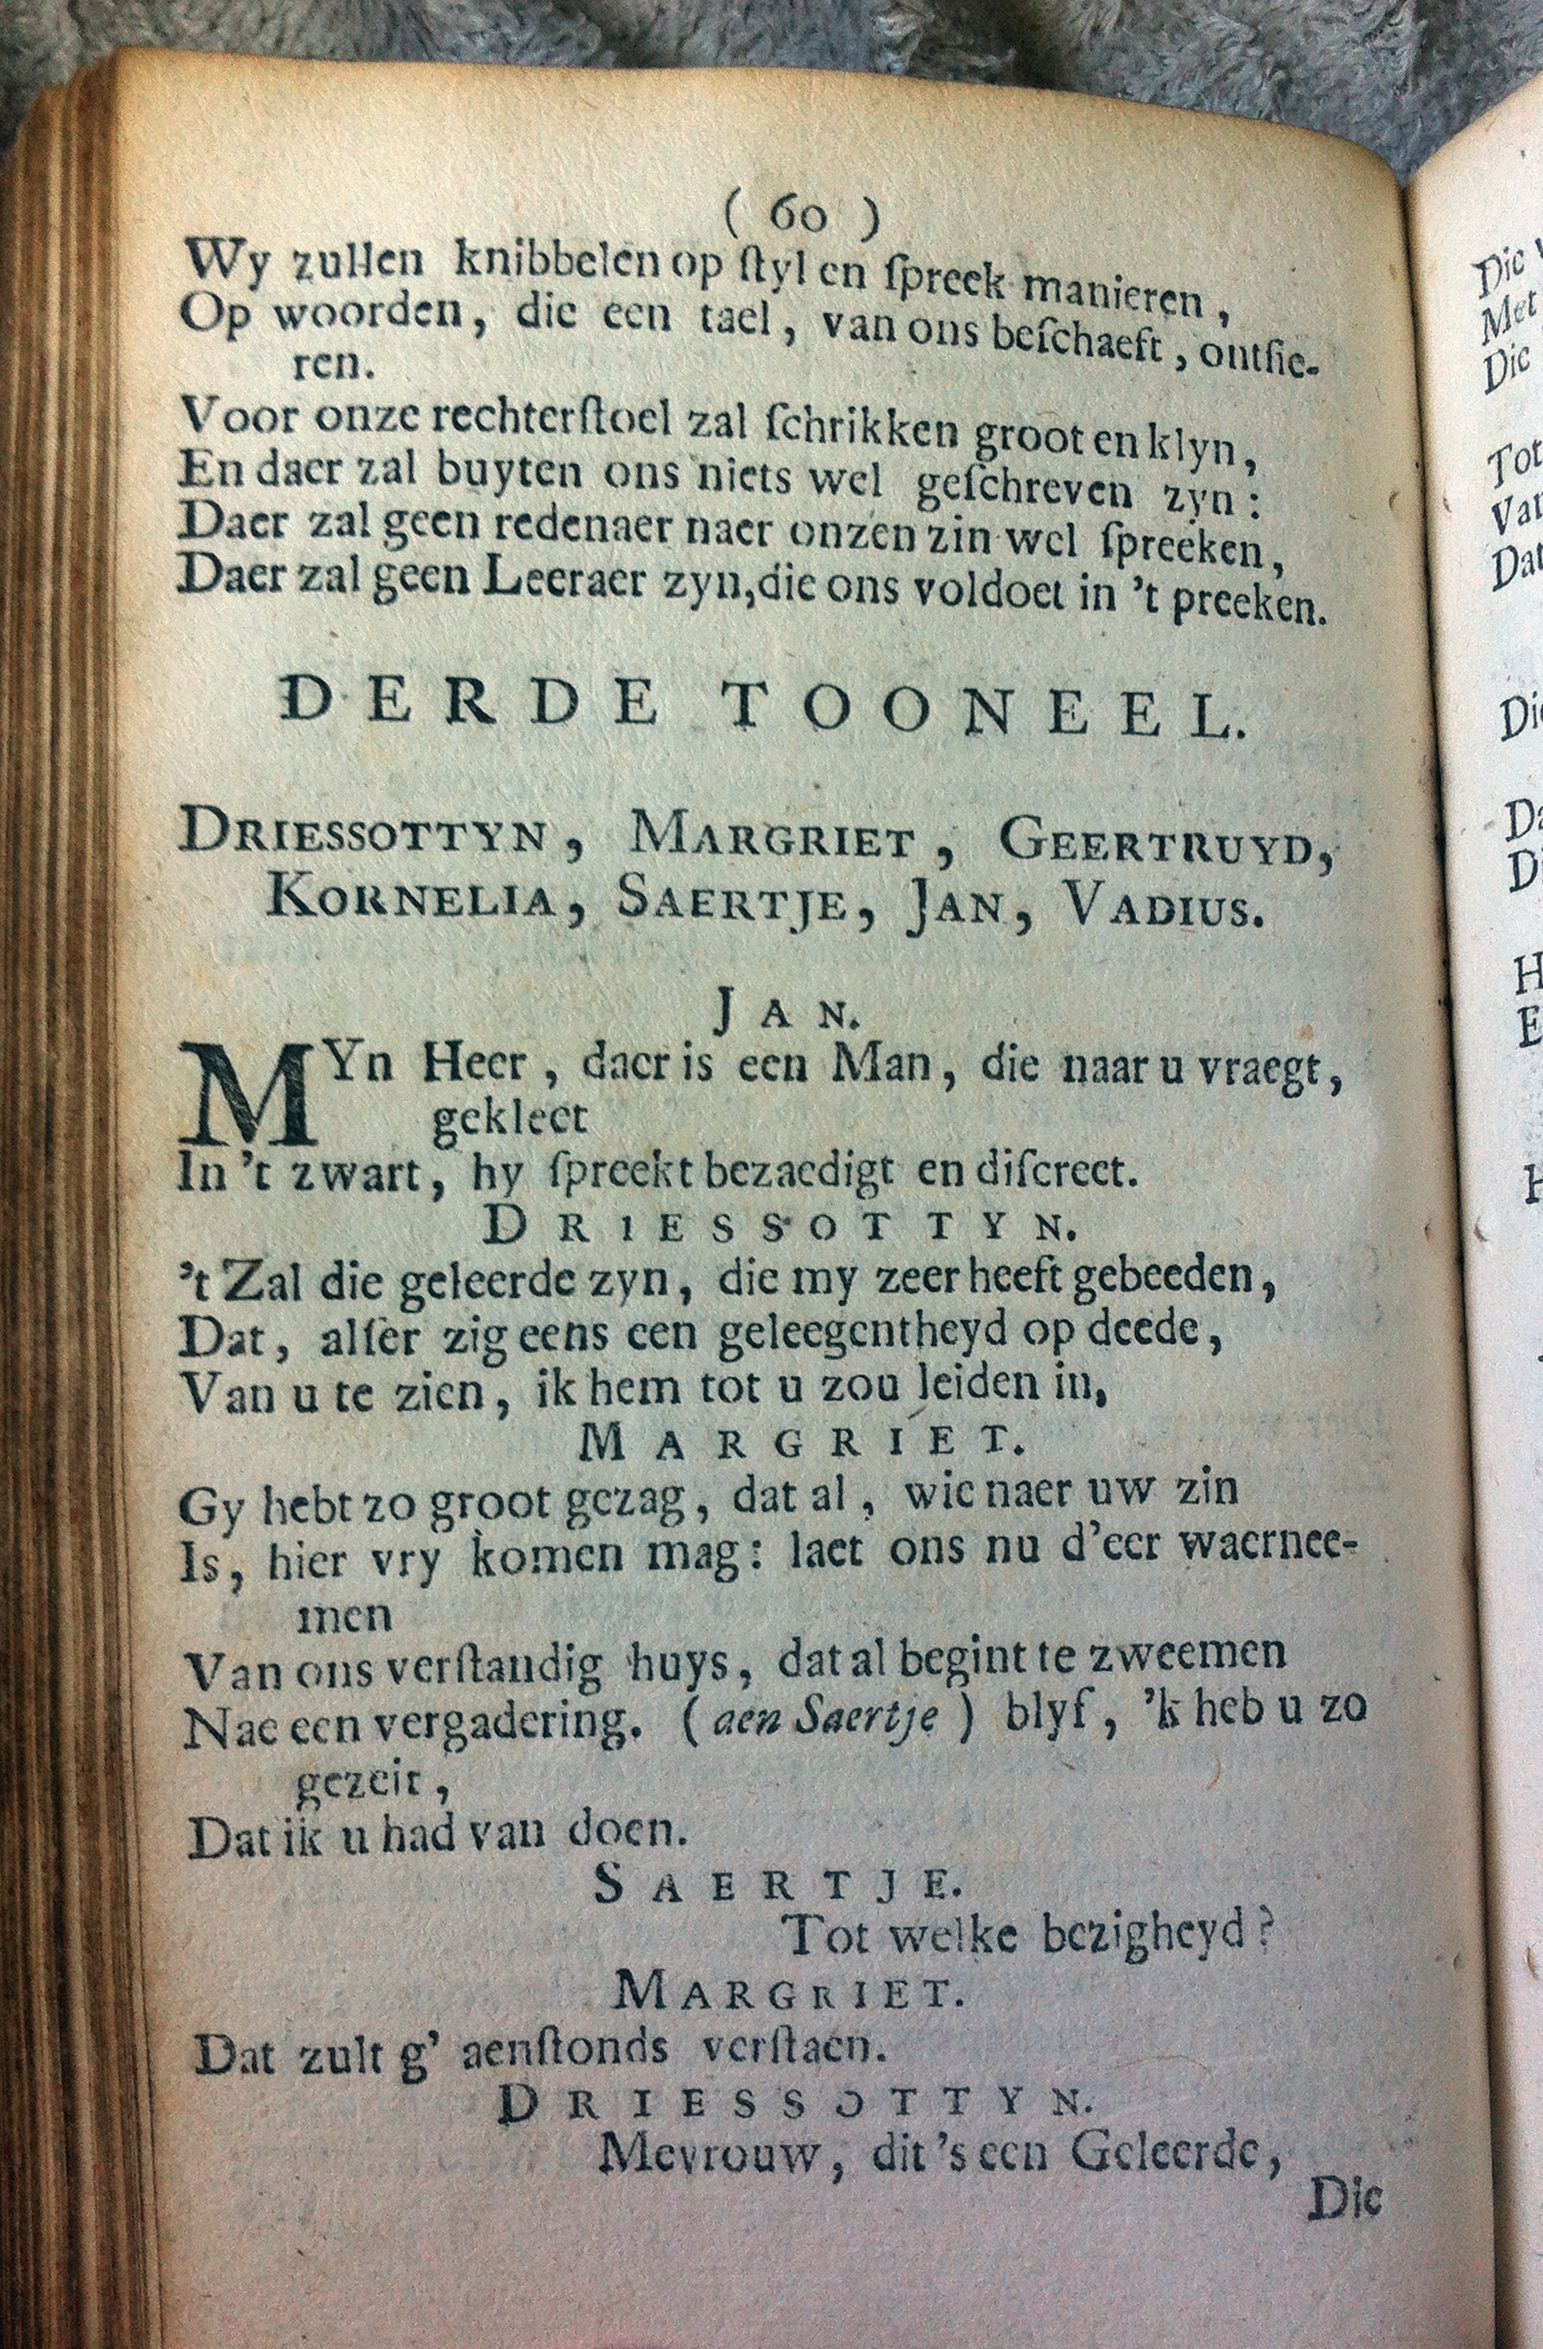 ( 60 )
Wy zullen knibbelen op ſtyl en ſpreek manieren,
Op woorden, die een tael, van ons beſchaeft, ontſie-
ren.
Voor onze rechterſtoel zal ſchrikken groot en klyn,
En daer zal buyten ons niets wel geſchreven zyn:
Daer zal geen redenaer naer onzen zin wel ſpreeken,
Daer zal geen Leeraer zyn, die ons voldoet in 't preeken.
DERDE TOONEEL.
DRIESSOTTYN, MARGRIET, GEERTRUYD,
KORNELIA, SAERTJE, JAN, VADIUS.
JAN.
MYn Heer, daer is een Man, die naar u vraegt,
gekleet
In 't zwart, hy ſpreekt bezaedigt en diſcreet.
DRIESSOTTYN.
't Zal die geleerde zyn, die my zeer heeft gebeeden,
Dat, alſer zig eens een geleegentheyd op deede,
Van u te zien, ik hem tot u zou leiden in,
MARGRIET.
Gy hebt zo groot gezag, dat al, wie naer uw zin
Is, hier vry komen mag: laet ons nu d'eer waernee-
men
Van ons verſtandig huys, dat al begint te zweemen
Nae een vergadering. (aen Saertje) blyf, 'k heb u zo
gezeit,
Dat ik u had van doen.
SAERTJE.
Tot welke bezigheyd?
MARGRIET.
Dat zult g' aenſtonds verſtaen.
DRIESSOTTYN.
Mevrouw, dit 's een Geleerde,
Die
Die
Met
Die
Tot
Dat
H
E